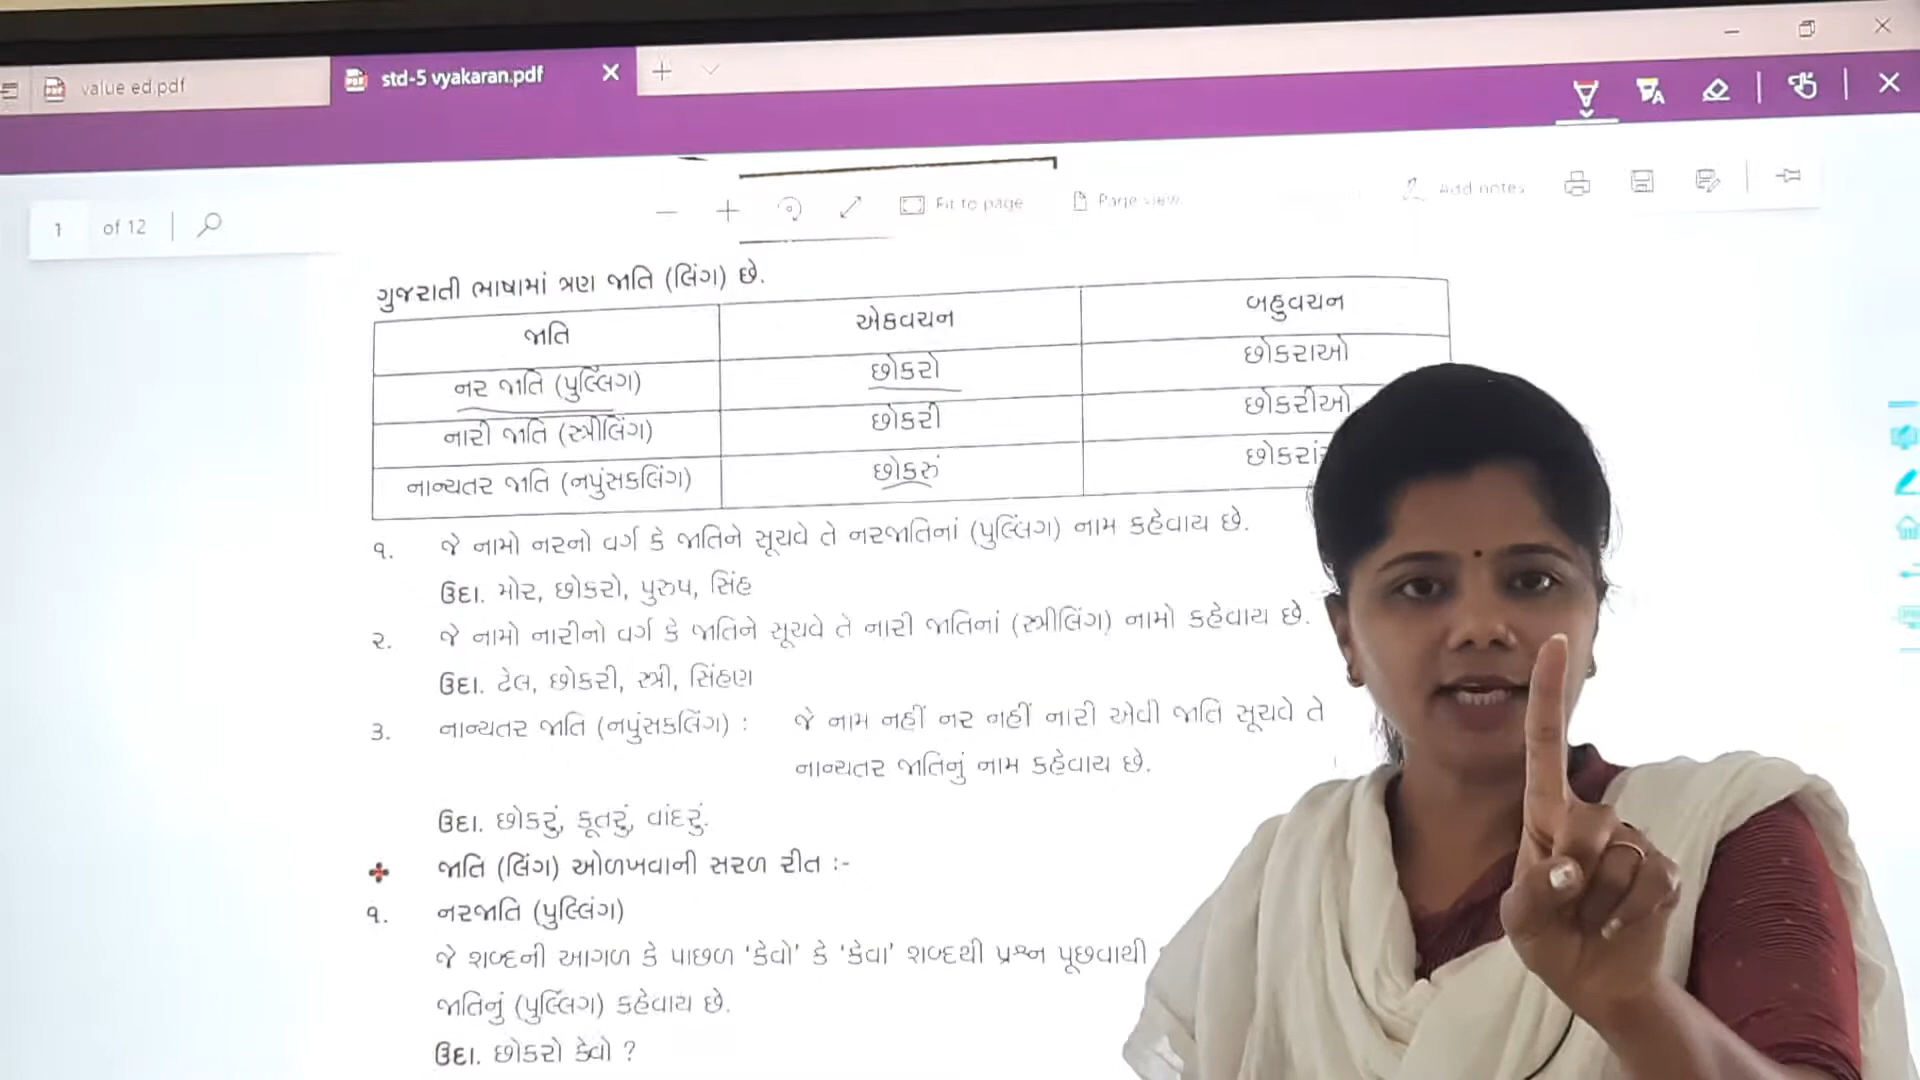 value ed.pdf
std-5 vyakaran.pdf
1 of 12
Fit to page
Page view
Add notes
ગુજરાતી ભાષામાં ત્રણ જાતિ (લિંગ) છે.
જાતિ એકવચન બહુવચન
નર જાતિ (પુલ્લિંગ) છોકરો છોકરાઓ
નારી જાતિ (સ્ત્રીલિંગ) છોકરી છોકરીઓ
નાન્યતર જાતિ (નપુંસકલિંગ) છોકરું
૧. જે નામો નરનો વર્ગ કે જાતિને સૂચવે તે નરજાતિનાં (પુલ્લિંગ) નામ કહેવાય છે.
ઉદા. મોર, છોકરો, પુરુષ, સિંહ
૨. જે નામો નારીનો વર્ગ કે જાતિને સૂચવે તે નારી જાતિનાં (સ્ત્રીલિંગ) નામો કહેવાય છે.
ઉદા. ઢેલ, છોકરી, સ્ત્રી, સિંહણ
૩. નાન્યતર જાતિ (નપુંસકલિંગ) : જે નામ નહીં નર નહીં નારી એવી જાતિ સૂચવે તે
નાન્યતર જાતિનું નામ કહેવાય છે.
ઉદા. છોકરું, કૂતરું, વાંદરું.
જાતિ (લિંગ) ઓળખવાની સરળ રીત :-
૧. નરજાતિ (પુલ્લિંગ)
જે શબ્દની આગળ કે પાછળ ‘કેવો’ કે ‘કેવા’ શબ્દથી પ્રશ્ન પૂછવાથી
જાતિનું (પુલ્લિંગ) કહેવાય છે.
ઉદા. છોકરો કેવો ?